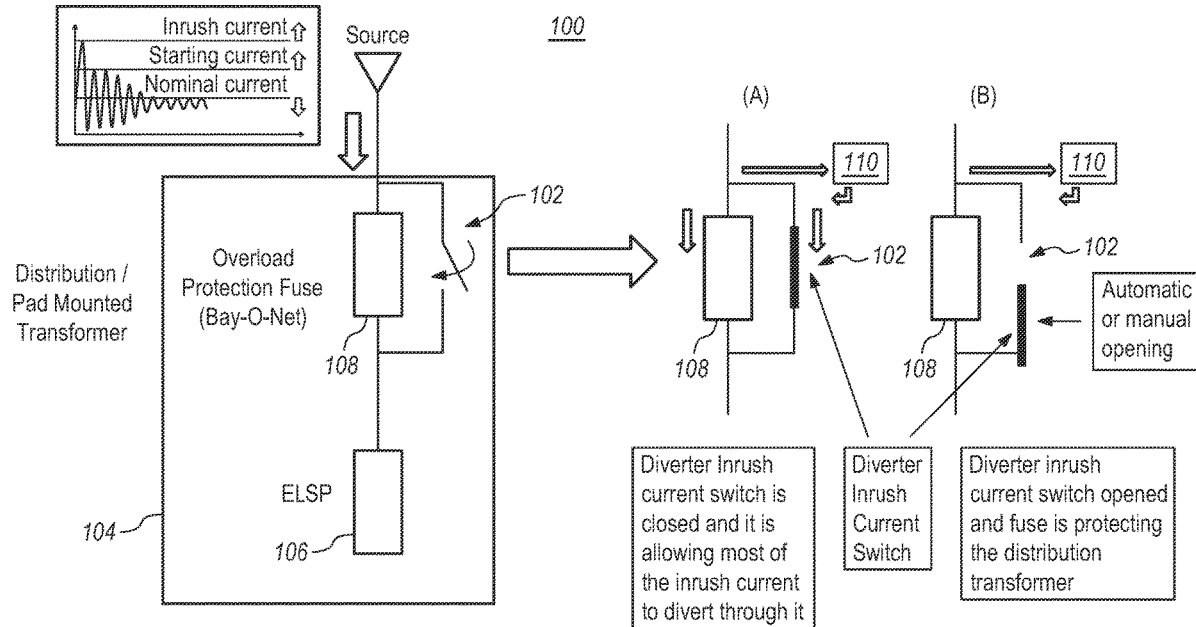 100
Inrush current
Starting current
Nominal current
Source
(A)
(B)
110
110
102
Overload
Protection Fuse
(Bay-O-Net)
Distribution /
Pad Mounted
Transformer
108
102
108
102
108
Automatic
or manual
opening
ELSP
104
106
Diverter Inrush
current switch is
closed and it is
allowing most of
the inrush current
to divert through it
Diverter
Inrush
Current
Switch
Diverter inrush
current switch opened
and fuse is protecting
the distribution
transformer